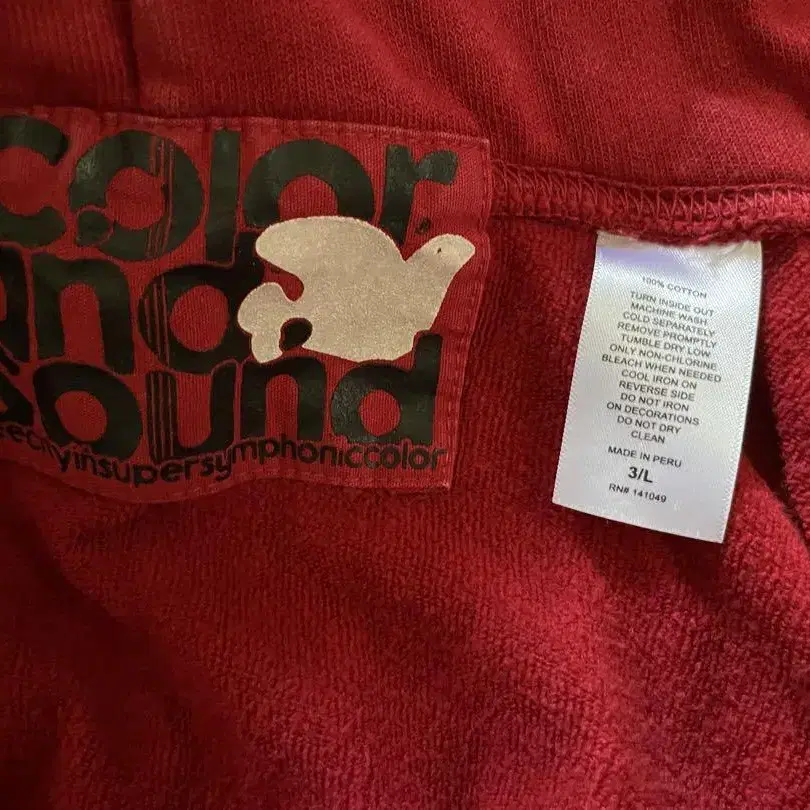 color
and
sound
insupersymphoniccolor
100% COTTON
TURN INSIDE OUT
MACHINE WASH
COLD SEPARATELY
REMOVE PROMPTLY
TUMBLE DRY LOW
ONLY NON-CHLORINE
BLEACH WHEN NEEDED
COOL IRON ON
REVERSE SIDE
DO NOT IRON
ON DECORATIONS
DO NOT DRY
CLEAN
MADE IN PERU
3/L
RN# 141049